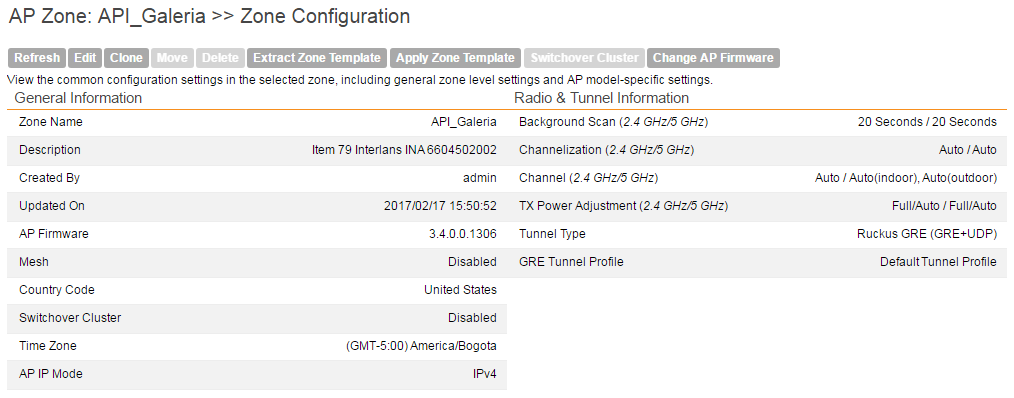 AP Zone: API_Galeria >> Zone Configuration
Refresh Edit Clone Move Delete Extract Zone Template Apply Zone Template Switchover Cluster Change AP Firmware
View the common configuration settings in the selected zone, including general zone level settings and AP model-specific settings.
General Information
Zone Name API_Galeria
Description Item 79 Interlans INA 6604502002
Created By admin
Updated On 2017/02/17 15:50:52
AP Firmware 3.4.0.0.1306
Mesh Disabled
Country Code United States
Switchover Cluster Disabled
Time Zone (GMT-5:00) America/Bogota
AP IP Mode IPv4
Radio & Tunnel Information
Background Scan (2.4 GHz/5 GHz) 20 Seconds / 20 Seconds
Channelization (2.4 GHz/5 GHz) Auto / Auto
Channel (2.4 GHz/5 GHz) Auto / Auto(indoor), Auto(outdoor)
TX Power Adjustment (2.4 GHz/5 GHz) Full/Auto / Full/Auto
Tunnel Type Ruckus GRE (GRE+UDP)
GRE Tunnel Profile Default Tunnel Profile